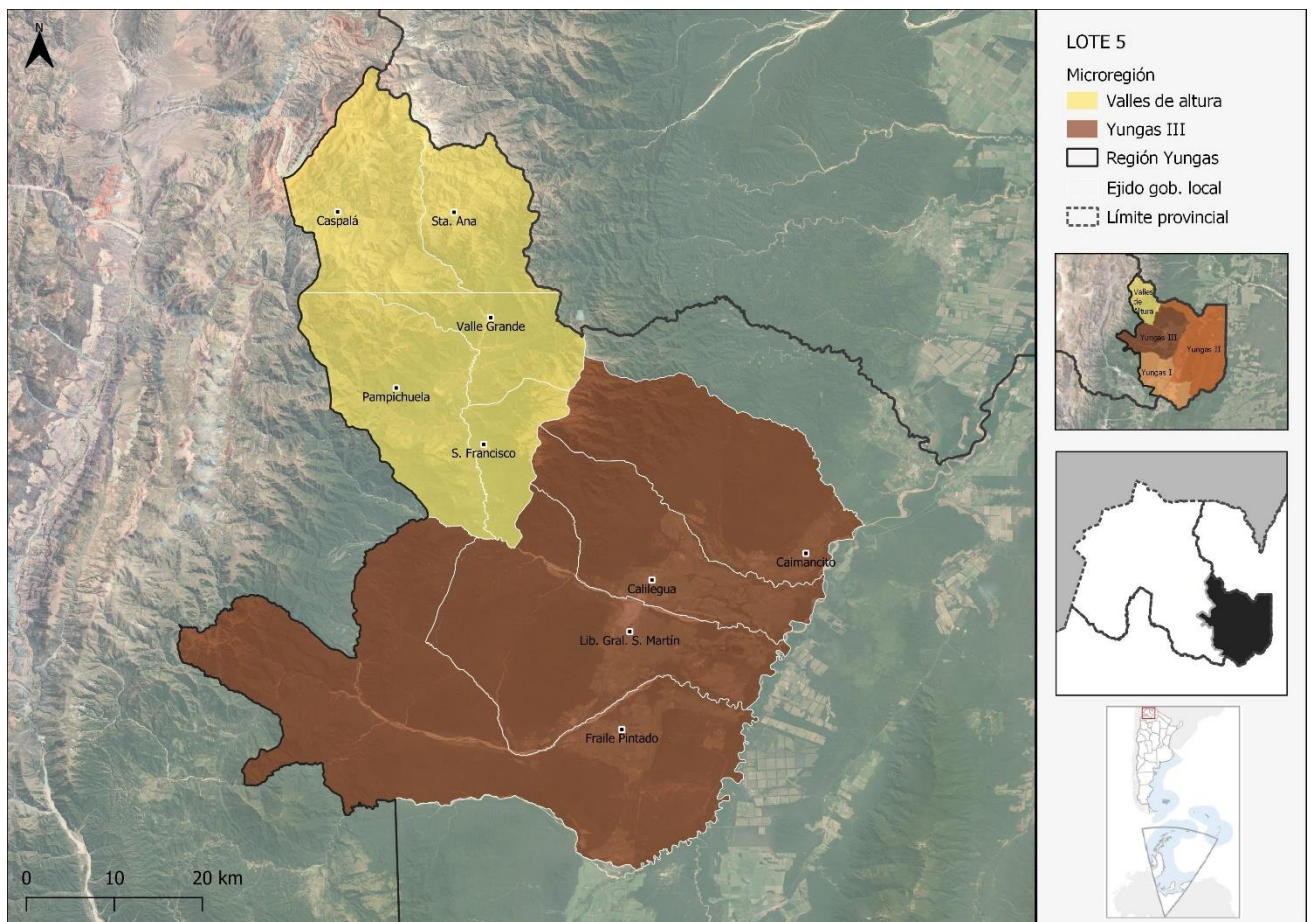 N
Caspalá
Sta. Ana
Valle Grande
Pampichuela
S. Francisco
Caimancito
Calilegua
Lib. Gral. S. Martín
Fraile Pintado
0 10 20 km
LOTE 5
Microregión
Valles de altura
Yungas III
Región Yungas
Ejido gob. local
Límite provincial
Valles
de
Altura
Yungas III
Yungas II
Yungas I